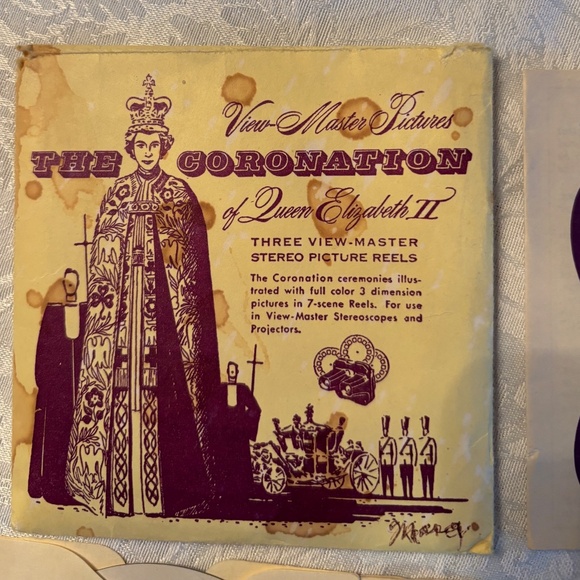 View-Master Pictures
THE CORONATION
of Queen Elizabeth II
THREE VIEW-MASTER
STEREO PICTURE REELS
The Coronation ceremonies illus-
trated with full color 3 dimension
pictures in 7-scene Reels. For use
in View-Master Stereoscopes and
Projectors.